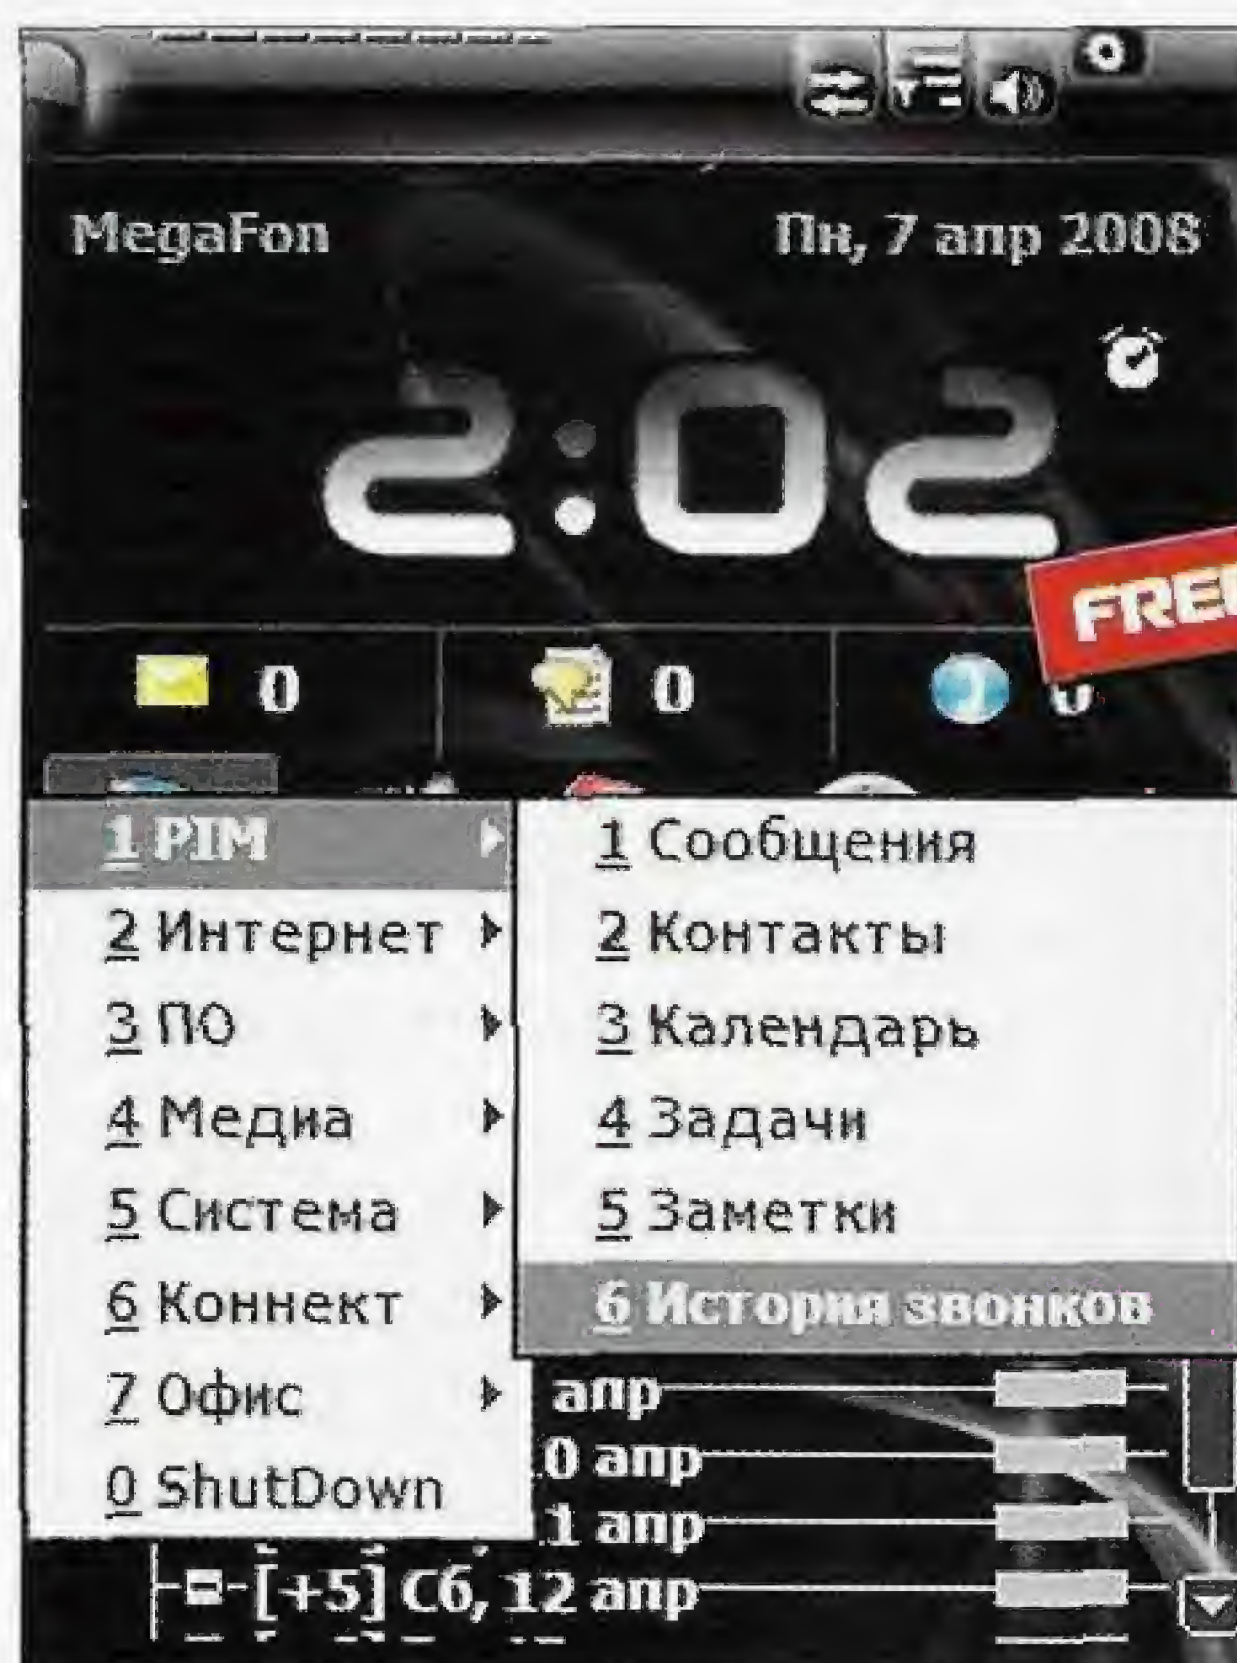 MegaFon
Пн, 7 апр 2008
2:02
FREE
0
0
1 PIM
2 Интернет
3 ПО
4 Медиа
5 Система
6 Коннект
7 Офис
0 ShutDown
1 Сообщения
2 Контакты
3 Календарь
4 Задачи
5 Заметки
6 История звонков
апр
0 апр
1 апр
[+5] Сб, 12 апр